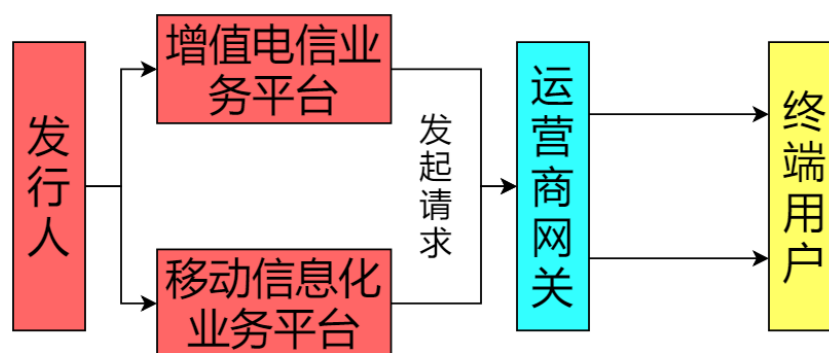 发行人
增值电信业
务平台
移动信息化
业务平台
发起请求
运营商网关
终端用户